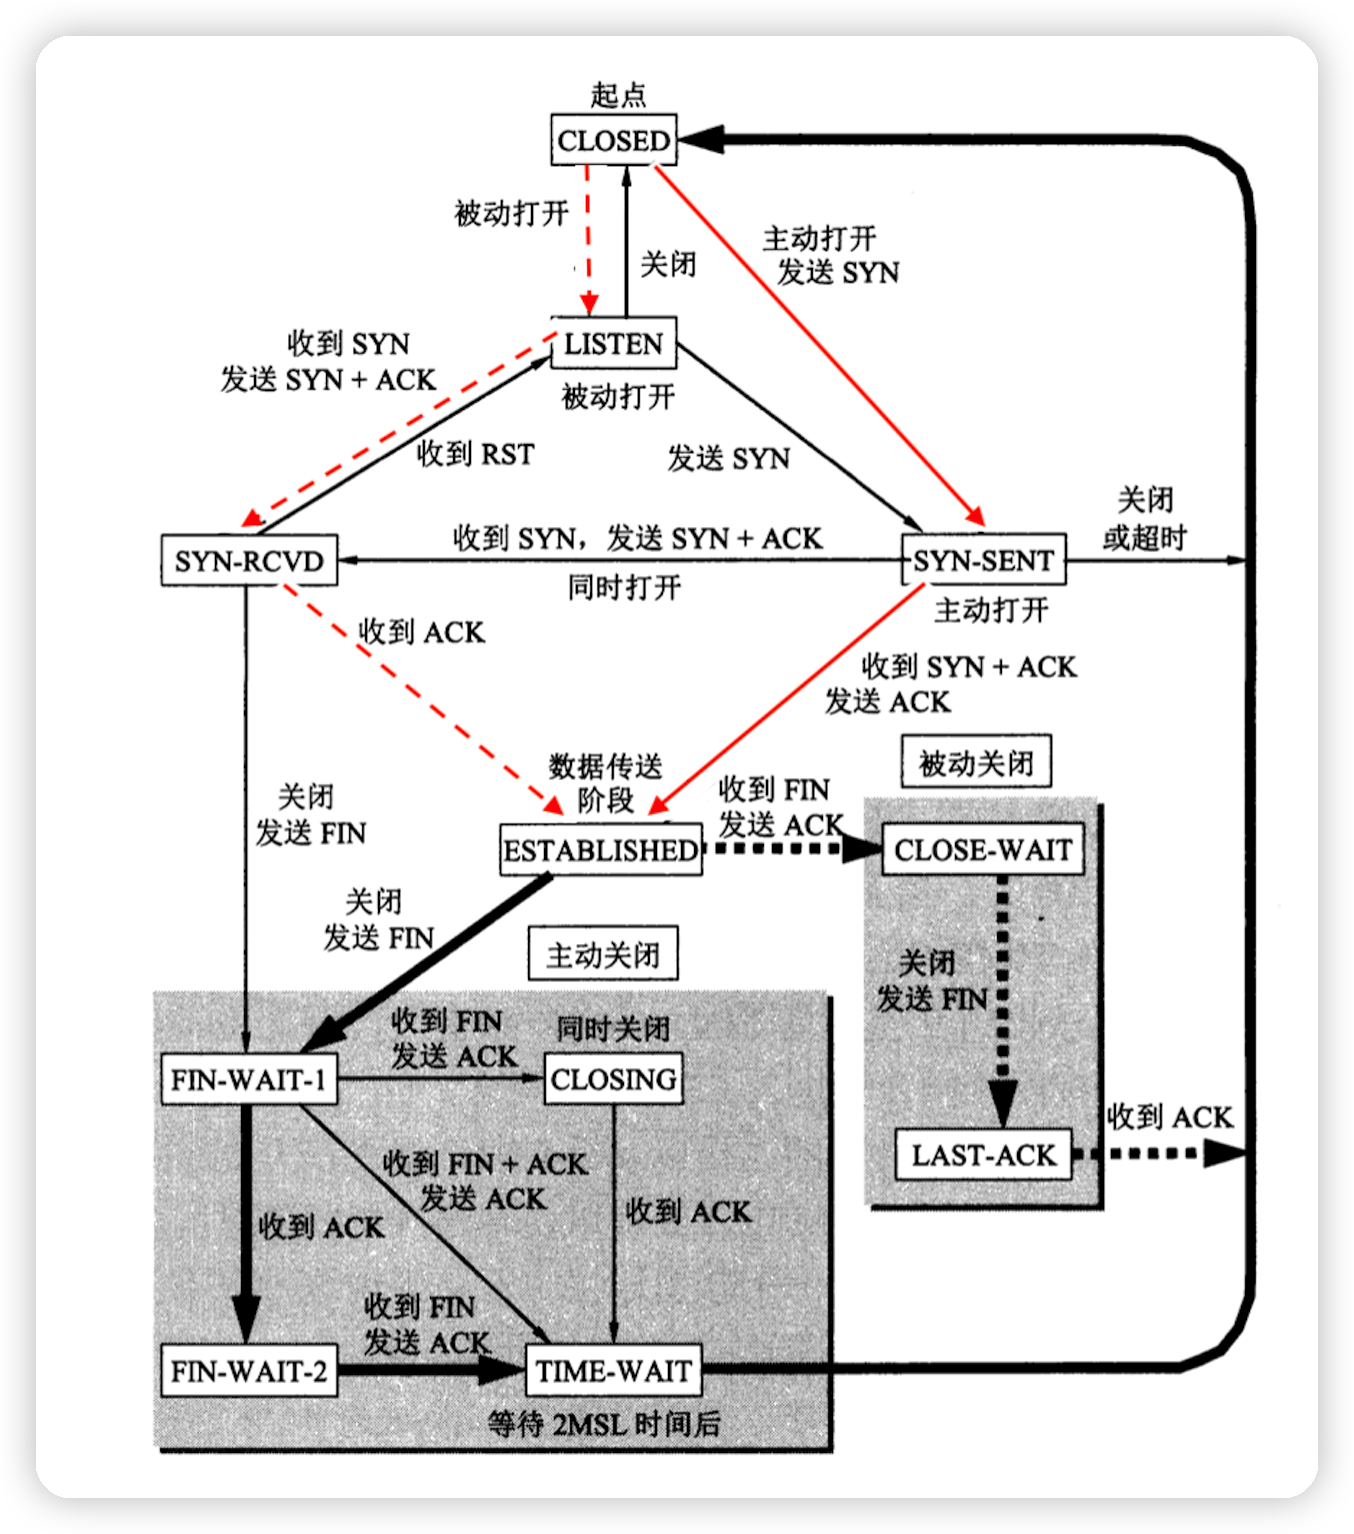 起点
CLOSED
被动打开
关闭
主动打开
发送 SYN
收到 SYN
发送 SYN + ACK
LISTEN
被动打开
收到 RST
发送 SYN
关闭
或超时
SYN-RCVD
收到 SYN，发送 SYN + ACK
同时打开
SYN-SENT
主动打开
收到 ACK
收到 SYN + ACK
发送 ACK
数据传送
阶段
收到 FIN
发送 ACK
被动关闭
关闭
发送 FIN
ESTABLISHED
CLOSE-WAIT
关闭
发送 FIN
主动关闭
关闭
发送 FIN
收到 FIN
发送 ACK
同时关闭
FIN-WAIT-1
CLOSING
收到 ACK
LAST-ACK
收到 FIN + ACK
发送 ACK
收到 ACK
收到 ACK
收到 FIN
发送 ACK
FIN-WAIT-2
TIME-WAIT
等待 2MSL 时间后